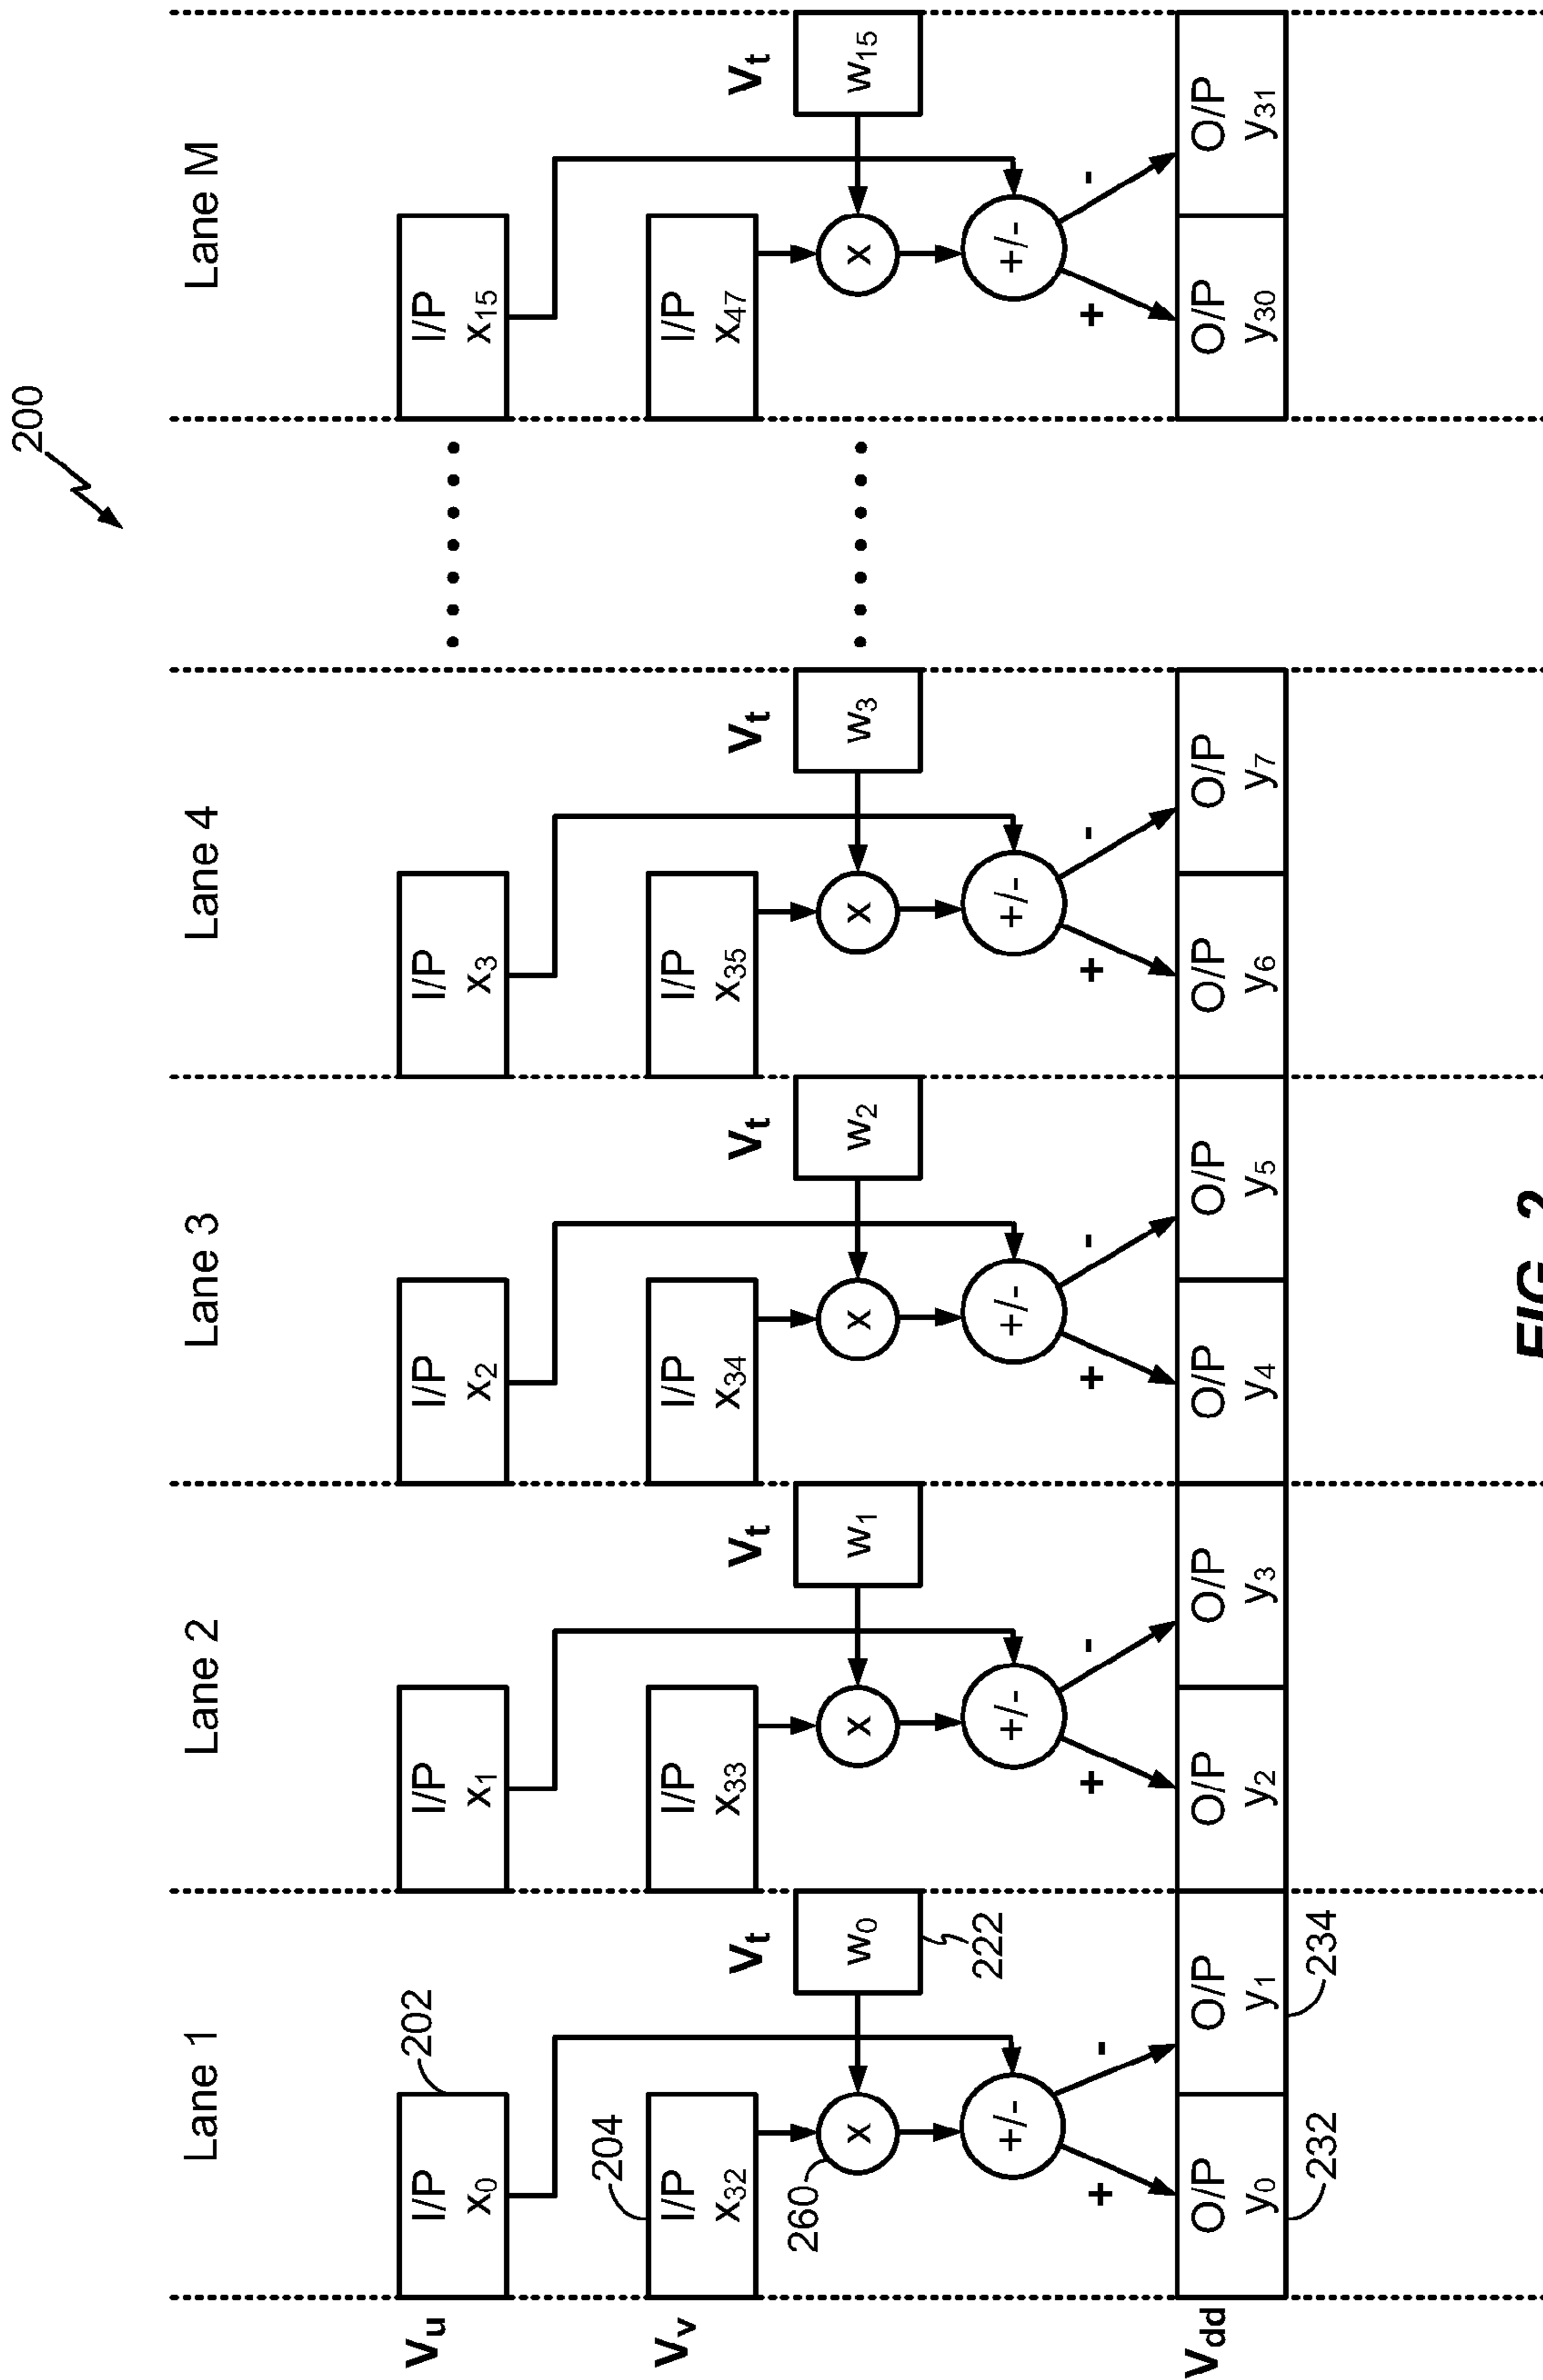 200
Lane 1 Lane 2 Lane 3 Lane 4 Lane M
Vu I/P x0 202 I/P x1 I/P x2 I/P x3 I/P x15
Vv I/P x32 204 I/P x33 I/P x34 I/P x35 I/P x47
Vt Vt Vt Vt Vt
260 x w0 x w1 x w2 x w3 x w15
222
+/- +/- +/- +/- +/-
+ - + - + - + - + -
Vdd O/P y0 O/P y1 O/P y2 O/P y3 O/P y4 O/P y5 O/P y6 O/P y7 O/P y30 O/P y31
232 234